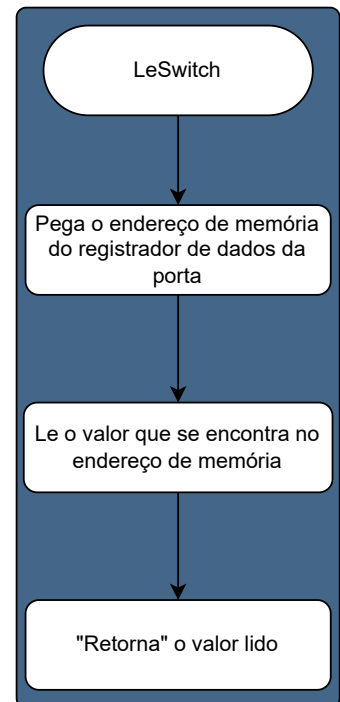 LeSwitch
Pega o endereço de memória
do registrador de dados da
porta
Le o valor que se encontra no
endereço de memória
"Retorna" o valor lido